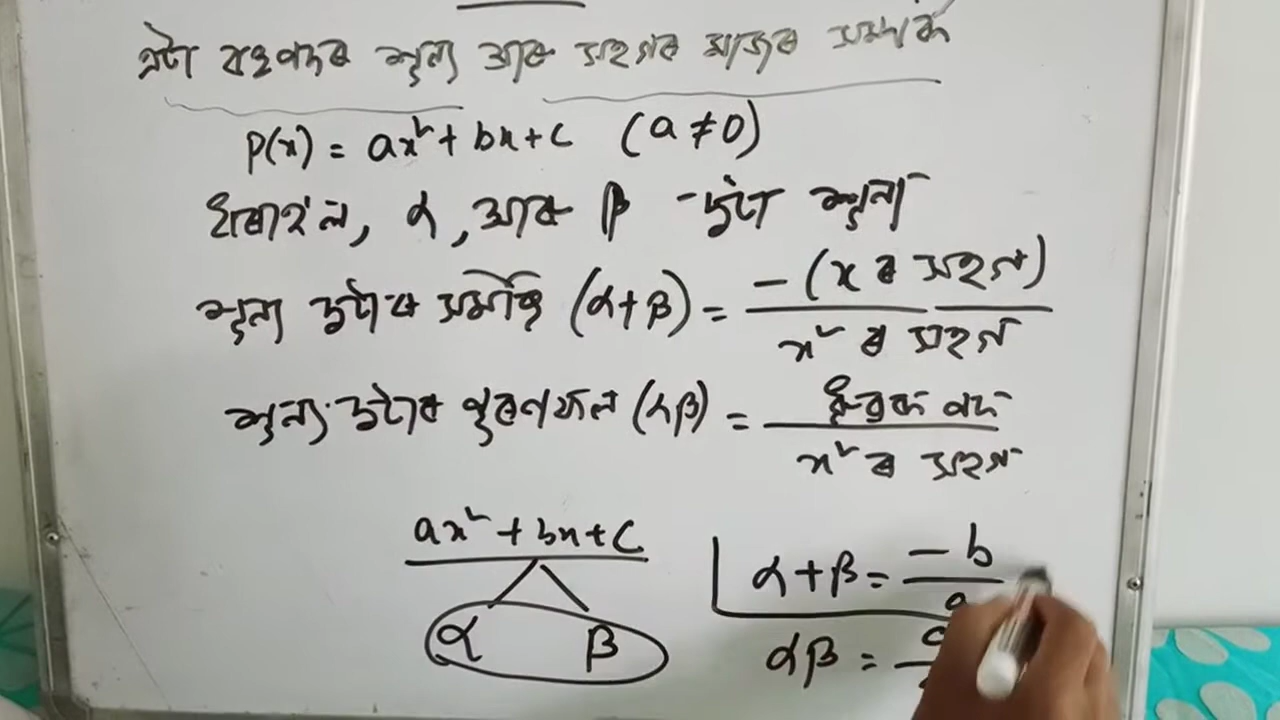 এটা বহুপদৰ শূন্য আৰু সহগৰ মাজৰ সম্পৰ্ক
P(x) = ax² + bx + c (a ≠ 0)
ধৰাহ'ল, α, আৰু β দুটা শূন্য
শূন্য দুটাৰ সমষ্টি (α+β) = -(x ৰ সহগ) / x² ৰ সহগ
শূন্য দুটাৰ পূৰণফল (αβ) = ধ্ৰুৱক পদ / x² ৰ সহগ
ax² + bx + c
α β
α + β = -b / a
αβ =